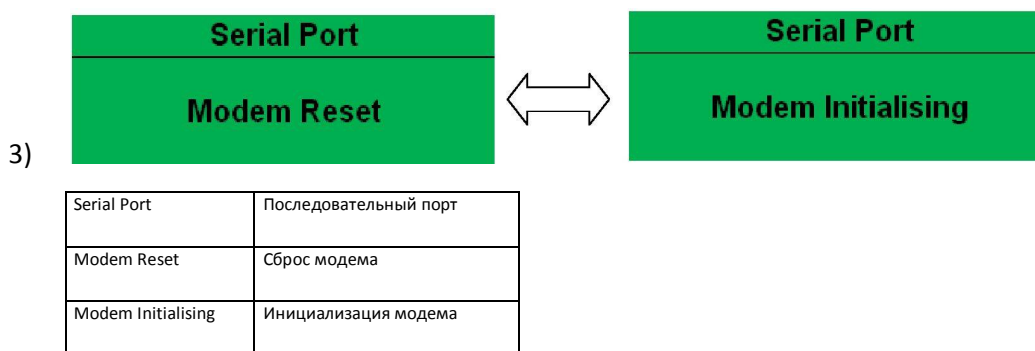 Serial Port
Modem Reset
Serial Port
Modem Initialising
3)
Serial Port Последовательный порт
Modem Reset Сброс модема
Modem Initialising Инициализация модема